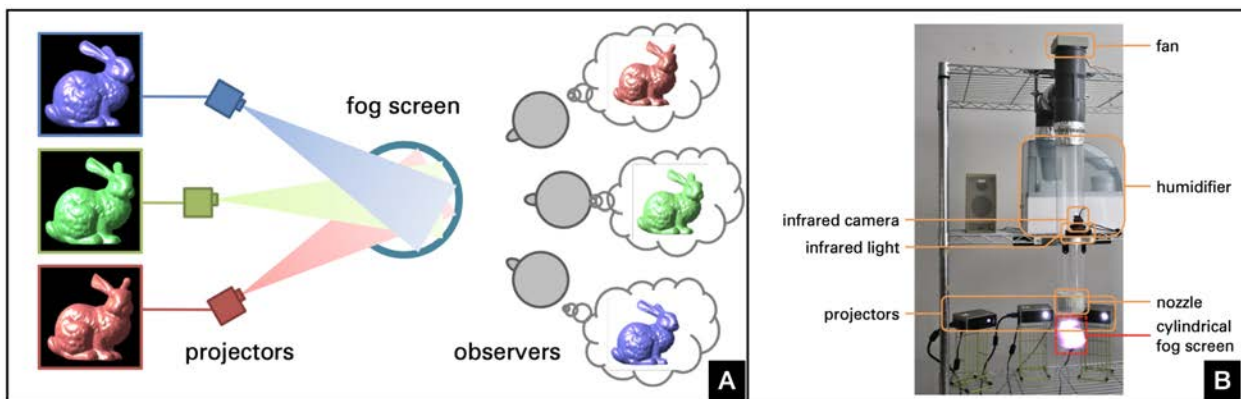 fog screen
projectors
observers
A
fan
humidifier
infrared camera
infrared light
nozzle
projectors
cylindrical
fog screen
B